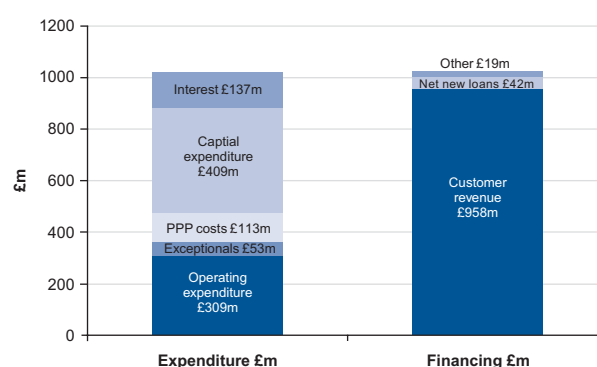 1200
1000
800
600
400
200
0
£m
Interest £137m
Captial
expenditure
£409m
PPP costs £113m
Exceptionals £53m
Operating
expenditure
£309m
Other £19m
Net new loans £42m
Customer
revenue
£958m
Expenditure £m
Financing £m